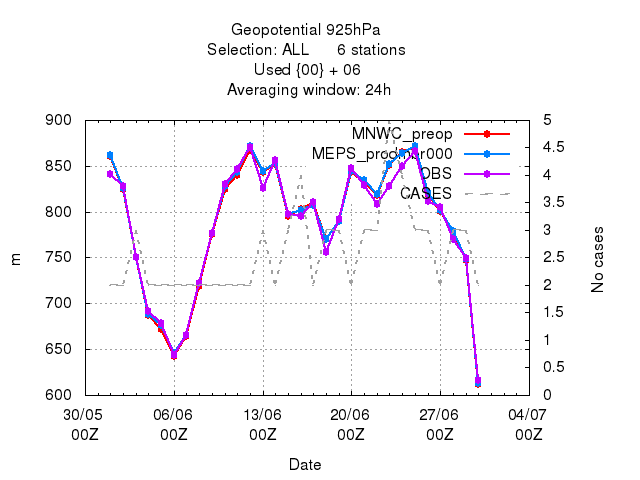 Geopotential 925hPa
Selection: ALL 6 stations
Used {00} + 06
Averaging window: 24h
900
850
800
750
700
650
600
m
5
4.5
4
3.5
3
2.5
2
1.5
1
0.5
0
No cases
MNWC_preop
OBS
CASES
30/05 06/06 13/06 20/06 27/06 04/07
00Z 00Z 00Z 00Z 00Z 00Z
Date